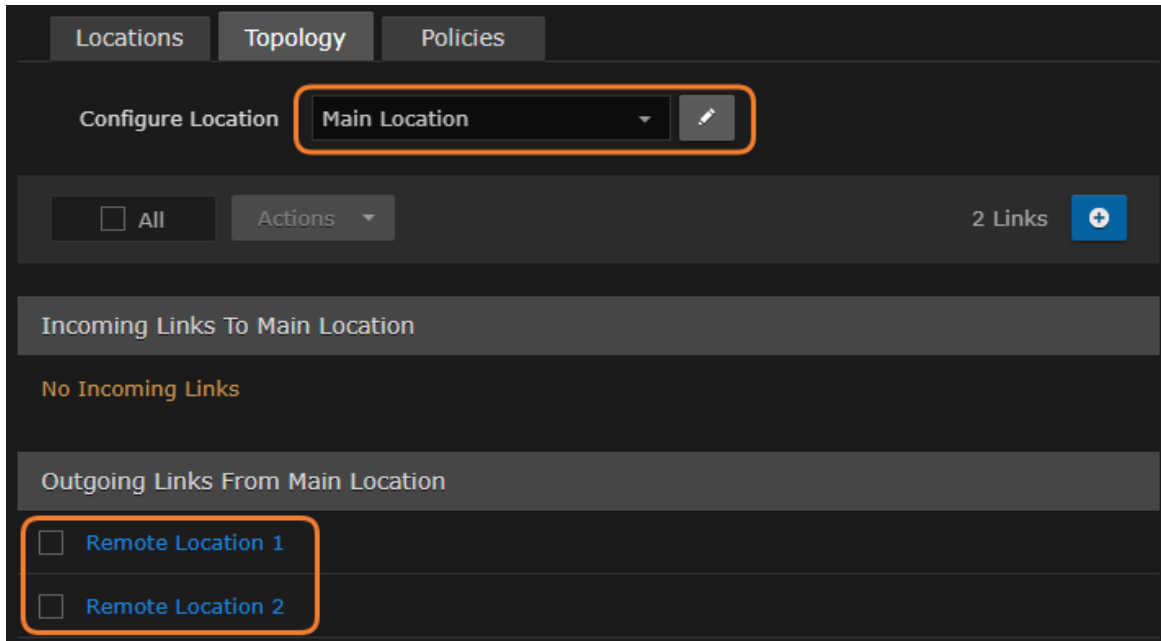 Locations Topology Policies
Configure Location Main Location
All Actions 2 Links
Incoming Links To Main Location
No Incoming Links
Outgoing Links From Main Location
Remote Location 1
Remote Location 2